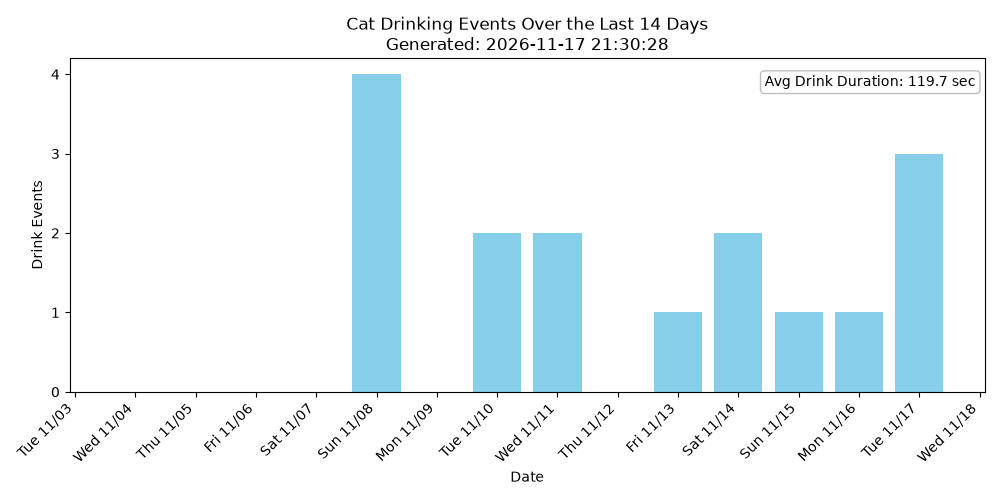 Cat Drinking Events Over the Last 14 Days
Generated: 2026-11-17 21:30:28
Avg Drink Duration: 119.7 sec
Drink Events
4
3
2
1
0
Tue 11/03
Wed 11/04
Thu 11/05
Fri 11/06
Sat 11/07
Sun 11/08
Mon 11/09
Tue 11/10
Wed 11/11
Thu 11/12
Fri 11/13
Sat 11/14
Sun 11/15
Mon 11/16
Tue 11/17
Wed 11/18
Date